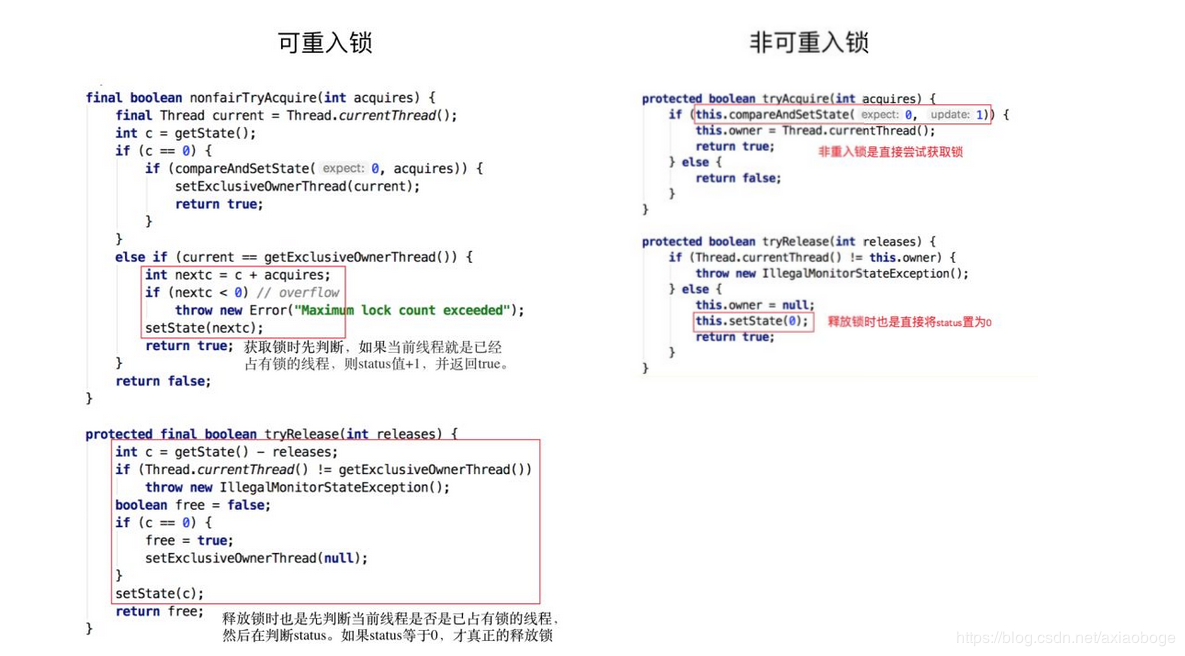 可重入锁
final boolean nonfairTryAcquire(int acquires) {
final Thread current = Thread.currentThread();
int c = getState();
if (c == 0) {
if (compareAndSetState( expect: 0, acquires)) {
setExclusiveOwnerThread(current);
return true;
}
}
else if (current == getExclusiveOwnerThread()) {
int nextc = c + acquires;
if (nextc < 0) // overflow
throw new Error("Maximum lock count exceeded");
setState(nextc);
return true; 获取锁时先判断，如果当前线程就是已经
} 占有锁的线程，则status值+1，并返回true。
return false;
}
protected final boolean tryRelease(int releases) {
int c = getState() - releases;
if (Thread.currentThread() != getExclusiveOwnerThread())
throw new IllegalMonitorStateException();
boolean free = false;
if (c == 0) {
free = true;
setExclusiveOwnerThread(null);
}
setState(c);
return free; 释放锁时也是先判断当前线程是否是已占有锁的线程，
} 然后在判断status。如果status等于0，才真正的释放锁
非可重入锁
protected boolean tryAcquire(int acquires) {
if (this.compareAndSetState( expect: 0, update: 1)) {
this.owner = Thread.currentThread();
return true; 非重入锁是直接尝试获取锁
} else {
return false;
}
}
protected boolean tryRelease(int releases) {
if (Thread.currentThread() != this.owner) {
throw new IllegalMonitorStateException();
} else {
this.owner = null;
this.setState(0); 释放锁时也是直接将status置为0
return true;
}
}
https://blog.csdn.net/axiaoboge